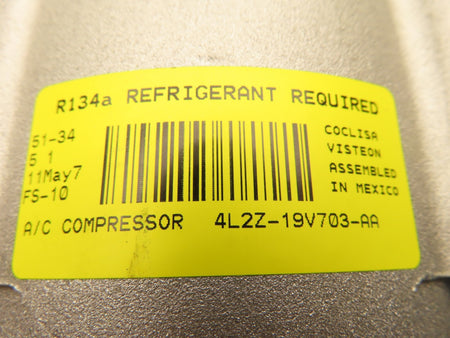 R134a REFRIGERANT REQUIRED
51-34
5 1
11May7
FS-10
COCLISA
VISTEON
ASSEMBLED
IN MEXICO
A/C COMPRESSOR 4L2Z-19V703-AA